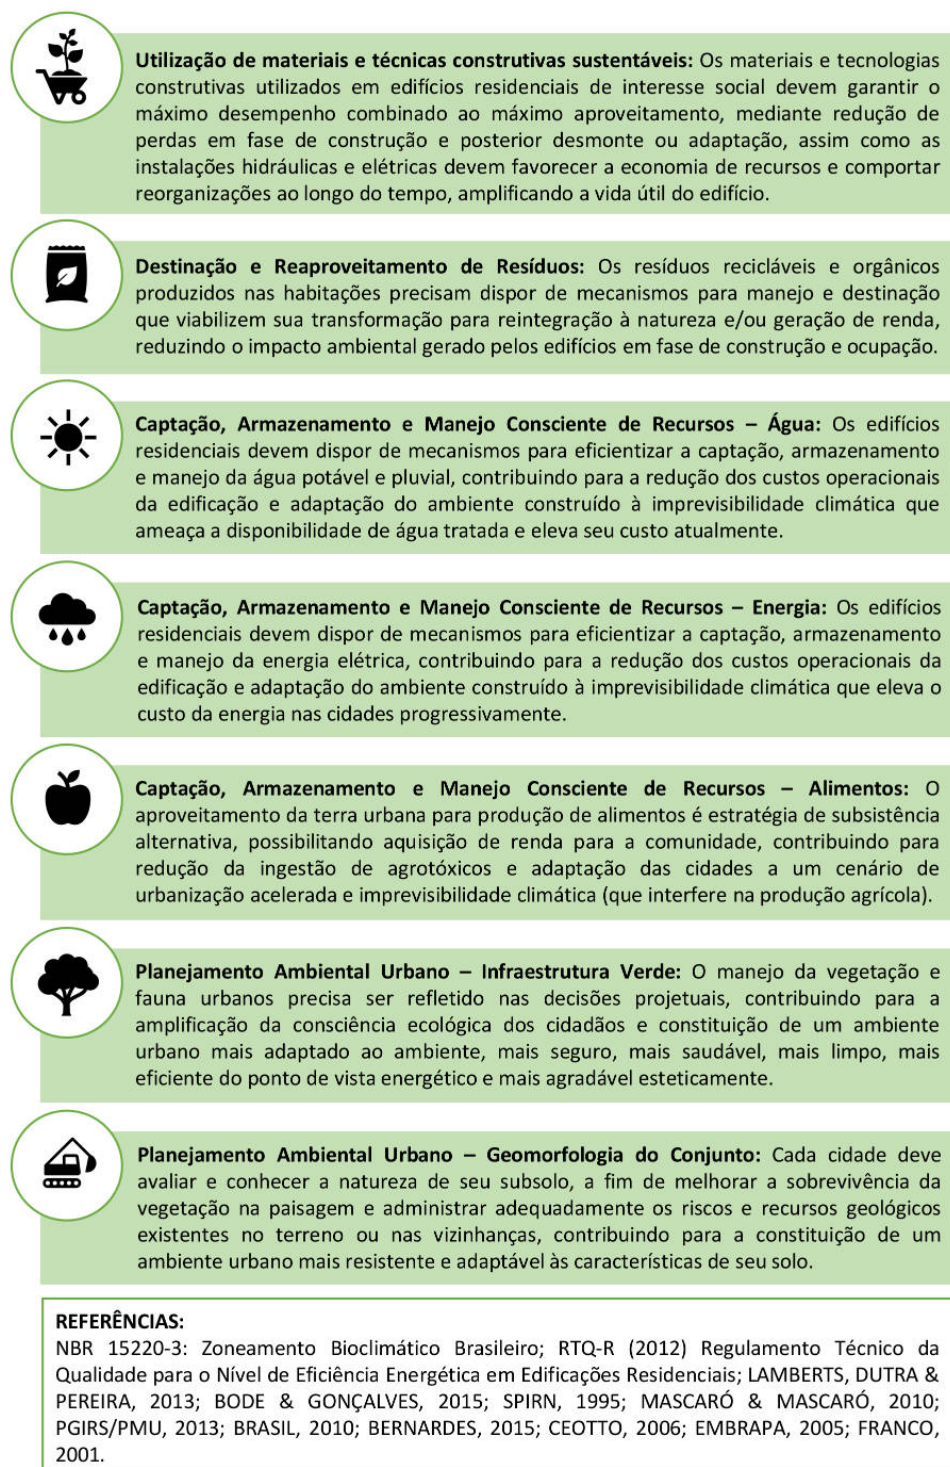 Utilização de materiais e técnicas construtivas sustentáveis: Os materiais e tecnologias
construtivas utilizados em edifícios residenciais de interesse social devem garantir o
máximo desempenho combinado ao máximo aproveitamento, mediante redução de
perdas em fase de construção e posterior desmonte ou adaptação, assim como as
instalações hidráulicas e elétricas devem favorecer a economia de recursos e comportar
reorganizações ao longo do tempo, amplificando a vida útil do edifício.
Destinação e Reaproveitamento de Resíduos: Os resíduos recicláveis e orgânicos
produzidos nas habitações precisam dispor de mecanismos para manejo e destinação
que viabilizem sua transformação para reintegração à natureza e/ou geração de renda,
reduzindo o impacto ambiental gerado pelos edifícios em fase de construção e ocupação.
Captação, Armazenamento e Manejo Consciente de Recursos – Água: Os edifícios
residenciais devem dispor de mecanismos para eficientizar a captação, armazenamento
e manejo da água potável e pluvial, contribuindo para a redução dos custos operacionais
da edificação e adaptação do ambiente construído à imprevisibilidade climática que
ameaça a disponibilidade de água tratada e eleva seu custo atualmente.
Captação, Armazenamento e Manejo Consciente de Recursos – Energia: Os edifícios
residenciais devem dispor de mecanismos para eficientizar a captação, armazenamento
e manejo da energia elétrica, contribuindo para a redução dos custos operacionais da
edificação e adaptação do ambiente construído à imprevisibilidade climática que eleva o
custo da energia nas cidades progressivamente.
Captação, Armazenamento e Manejo Consciente de Recursos – Alimentos: O
aproveitamento da terra urbana para produção de alimentos é estratégia de subsistência
alternativa, possibilitando aquisição de renda para a comunidade, contribuindo para
redução da ingestão de agrotóxicos e adaptação das cidades a um cenário de
urbanização acelerada e imprevisibilidade climática (que interfere na produção agrícola).
Planejamento Ambiental Urbano – Infraestrutura Verde: O manejo da vegetação e
fauna urbanos precisa ser refletido nas decisões projetuais, contribuindo para a
amplificação da consciência ecológica dos cidadãos e constituição de um ambiente
urbano mais adaptado ao ambiente, mais seguro, mais saudável, mais limpo, mais
eficiente do ponto de vista energético e mais agradável esteticamente.
Planejamento Ambiental Urbano – Geomorfologia do Conjunto: Cada cidade deve
avaliar e conhecer a natureza de seu subsolo, a fim de melhorar a sobrevivência da
vegetação na paisagem e administrar adequadamente os riscos e recursos geológicos
existentes no terreno ou nas vizinhanças, contribuindo para a constituição de um
ambiente urbano mais resistente e adaptável às características de seu solo.
REFERÊNCIAS:
NBR 15220-3: Zoneamento Bioclimático Brasileiro; RTQ-R (2012) Regulamento Técnico da
Qualidade para o Nível de Eficiência Energética em Edificações Residenciais; LAMBERTS, DUTRA &
PEREIRA, 2013; BODE & GONÇALVES, 2015; SPIRN, 1995; MASCARÓ & MASCARÓ, 2010;
PGIRS/PMU, 2013; BRASIL, 2010; BERNARDES, 2015; CEOTTO, 2006; EMBRAPA, 2005; FRANCO,
2001.